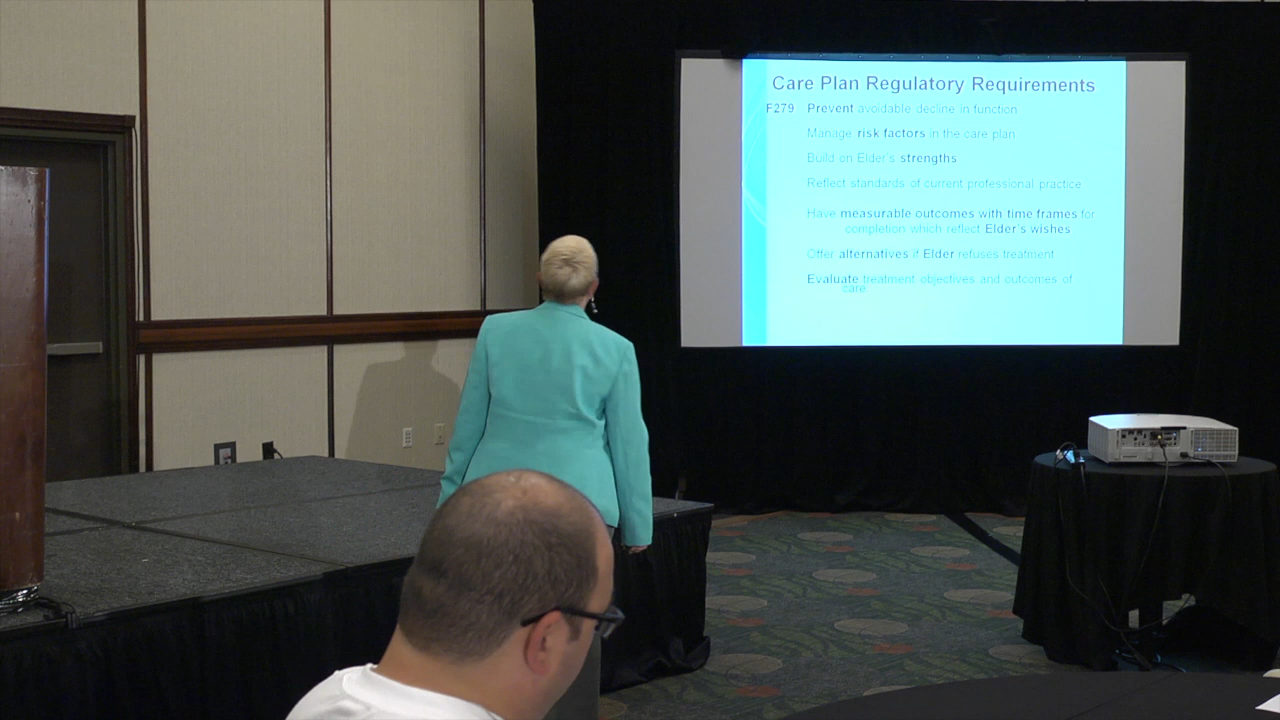 Care Plan Regulatory Requirements
F279 Prevent avoidable decline in function
Manage risk factors in the care plan
Build on Elder's strengths
Reflect standards of current professional practice
Have measurable outcomes with time frames for
completion which reflect Elder's wishes
Offer alternatives if Elder refuses treatment
Evaluate treatment objectives and outcomes of
care